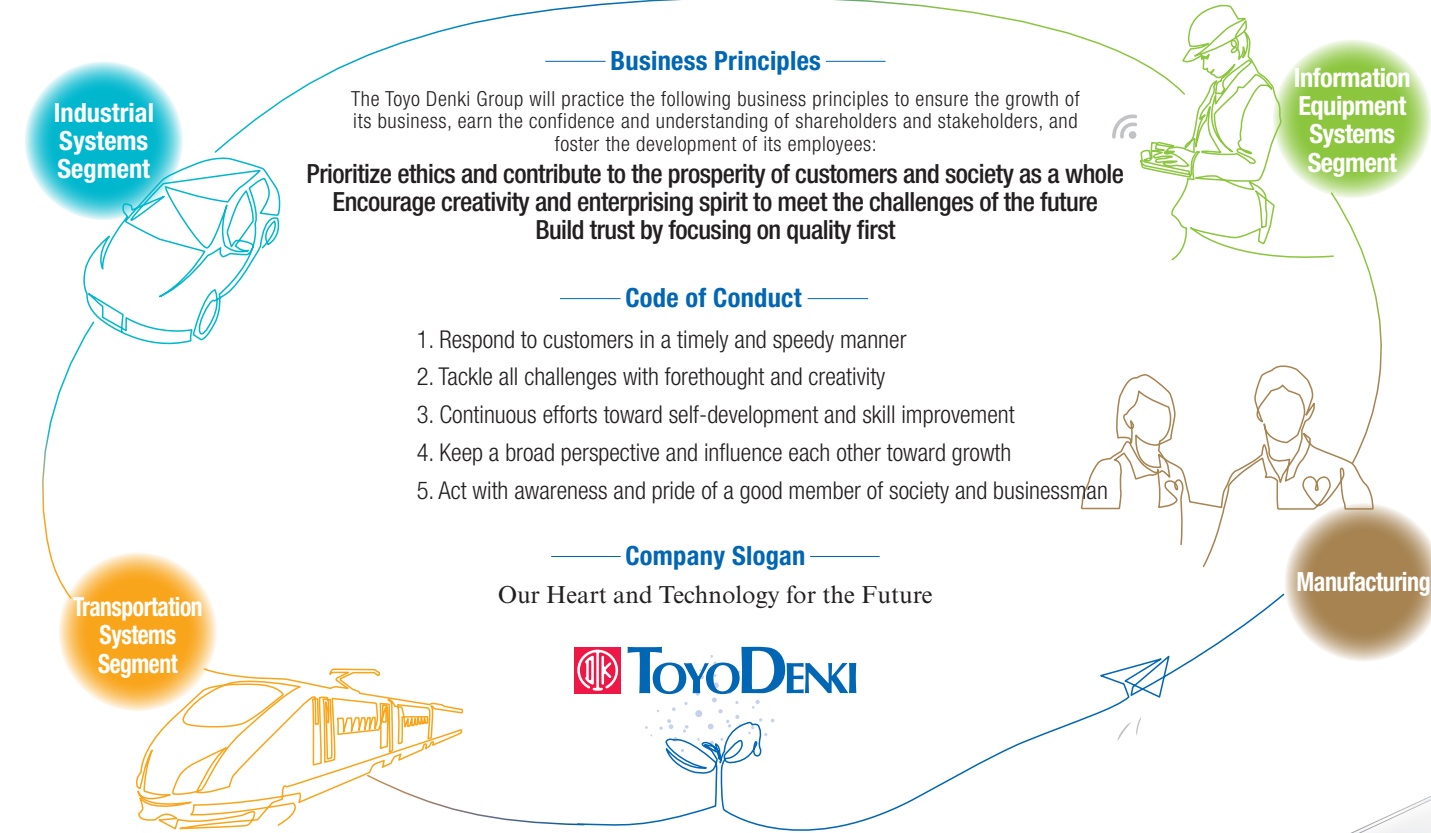 Business Principles
The Toyo Denki Group will practice the following business principles to ensure the growth of
its business, earn the confidence and understanding of shareholders and stakeholders, and
foster the development of its employees:
Prioritize ethics and contribute to the prosperity of customers and society as a whole
Encourage creativity and enterprising spirit to meet the challenges of the future
Build trust by focusing on quality first
Industrial
Systems
Segment
Information
Equipment
Systems
Segment
Code of Conduct
1. Respond to customers in a timely and speedy manner
2. Tackle all challenges with forethought and creativity
3. Continuous efforts toward self-development and skill improvement
4. Keep a broad perspective and influence each other toward growth
5. Act with awareness and pride of a good member of society and businessman
Company Slogan
Our Heart and Technology for the Future
Transportation
Systems
Segment
Manufacturing
TOYO DENKI